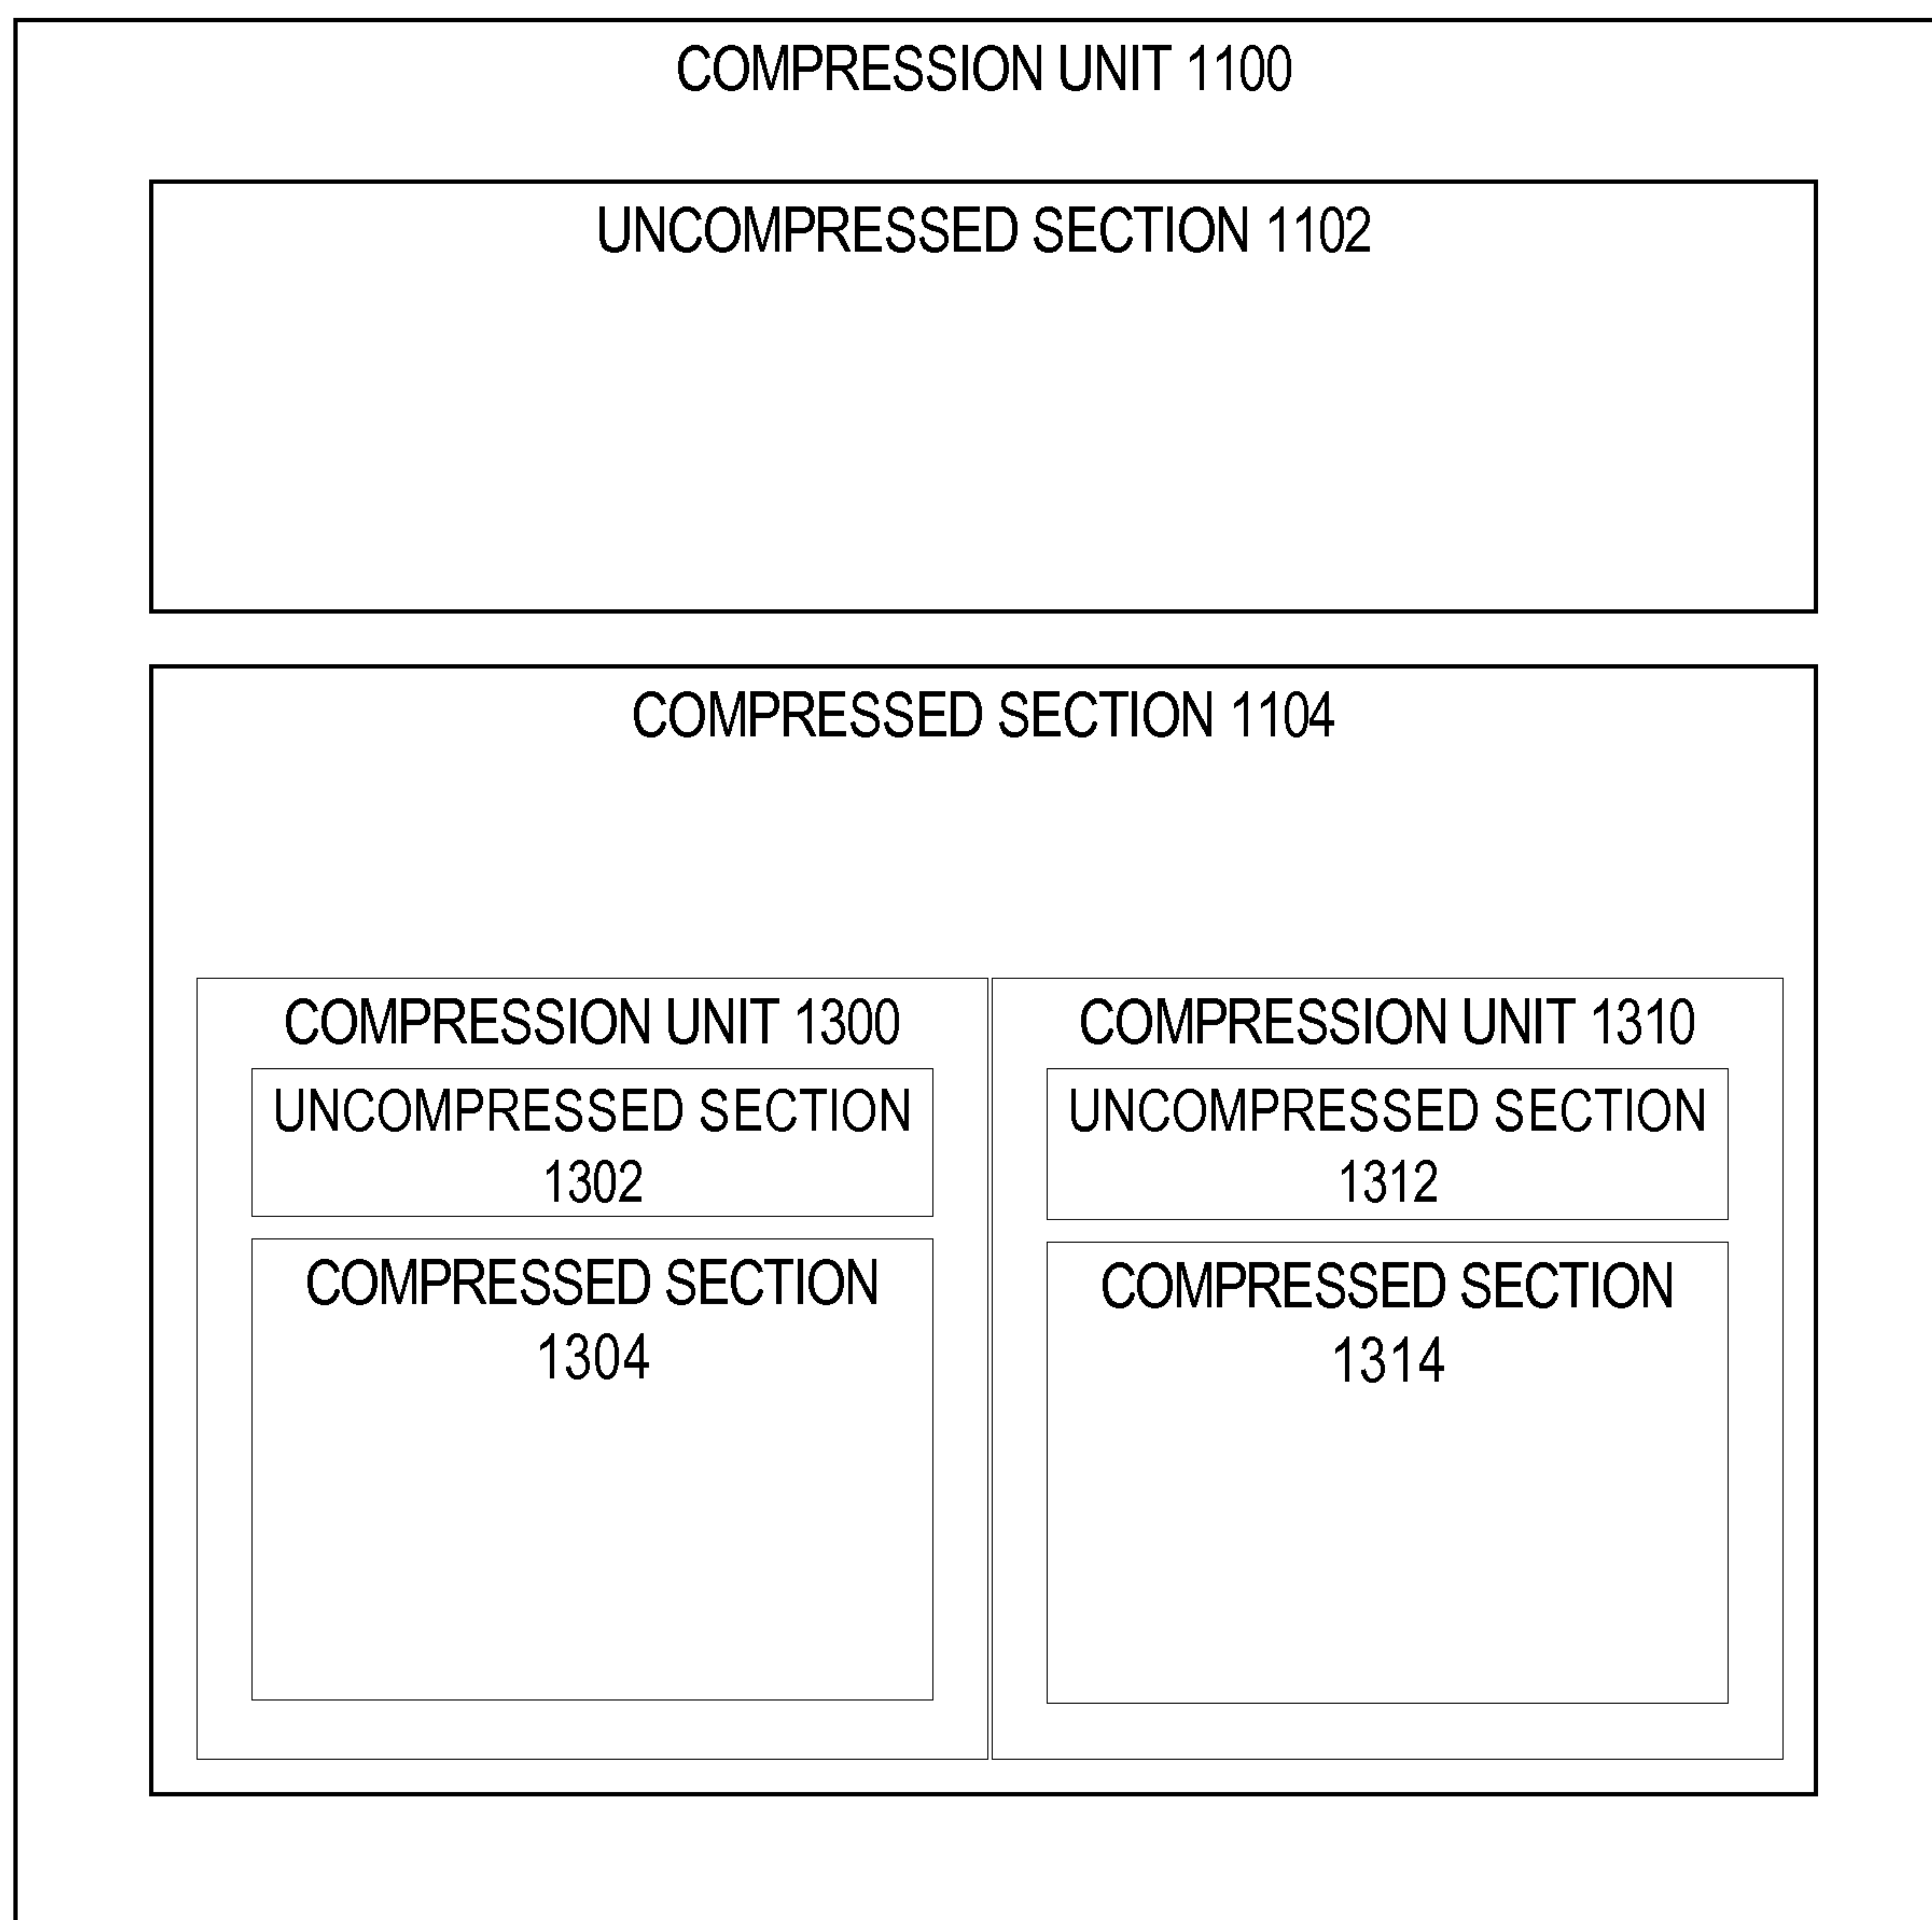 COMPRESSION UNIT 1100
UNCOMPRESSED SECTION 1102
COMPRESSED SECTION 1104
COMPRESSION UNIT 1300
UNCOMPRESSED SECTION
1302
COMPRESSED SECTION
1304
COMPRESSION UNIT 1310
UNCOMPRESSED SECTION
1312
COMPRESSED SECTION
1314